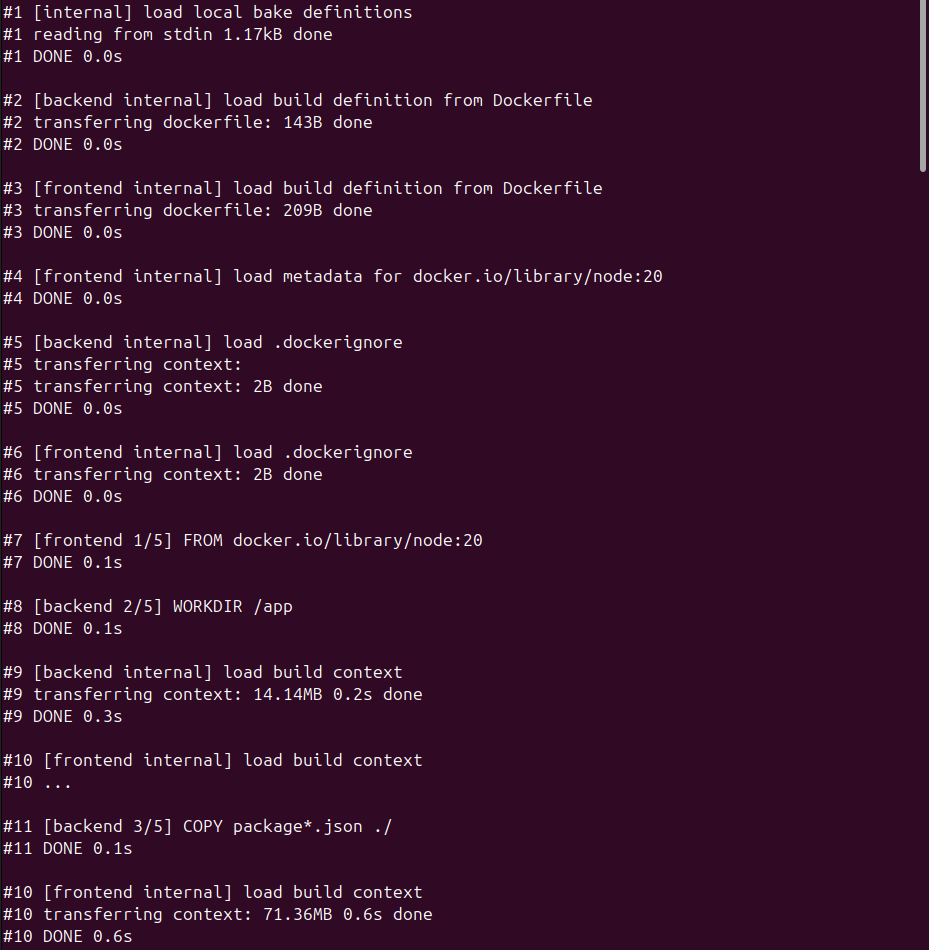 #1 [internal] load local bake definitions
#1 reading from stdin 1.17kB done
#1 DONE 0.0s

#2 [backend internal] load build definition from Dockerfile
#2 transferring dockerfile: 143B done
#2 DONE 0.0s

#3 [frontend internal] load build definition from Dockerfile
#3 transferring dockerfile: 209B done
#3 DONE 0.0s

#4 [frontend internal] load metadata for docker.io/library/node:20
#4 DONE 0.0s

#5 [backend internal] load .dockerignore
#5 transferring context:
#5 transferring context: 2B done
#5 DONE 0.0s

#6 [frontend internal] load .dockerignore
#6 transferring context: 2B done
#6 DONE 0.0s

#7 [frontend 1/5] FROM docker.io/library/node:20
#7 DONE 0.1s

#8 [backend 2/5] WORKDIR /app
#8 DONE 0.1s

#9 [backend internal] load build context
#9 transferring context: 14.14MB 0.2s done
#9 DONE 0.3s

#10 [frontend internal] load build context
#10 ...

#11 [backend 3/5] COPY package*.json ./
#11 DONE 0.1s

#10 [frontend internal] load build context
#10 transferring context: 71.36MB 0.6s done
#10 DONE 0.6s